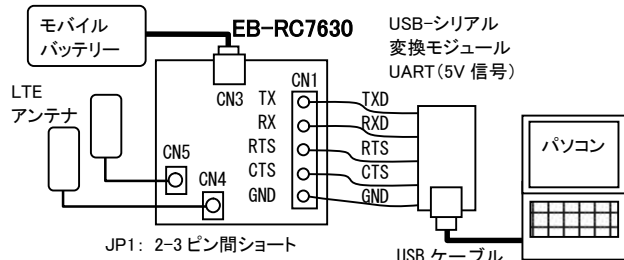 モバイル
バッテリー
EB-RC7630
USB-シリアル
変換モジュール
UART(5V 信号)
LTE
アンテナ
CN3
CN1
TX
RX
RTS
CTS
GND
TXD
RXD
RTS
CTS
GND
CN5
CN4
パソコン
JP1: 2-3 ピン間ショート
USB ケーブル